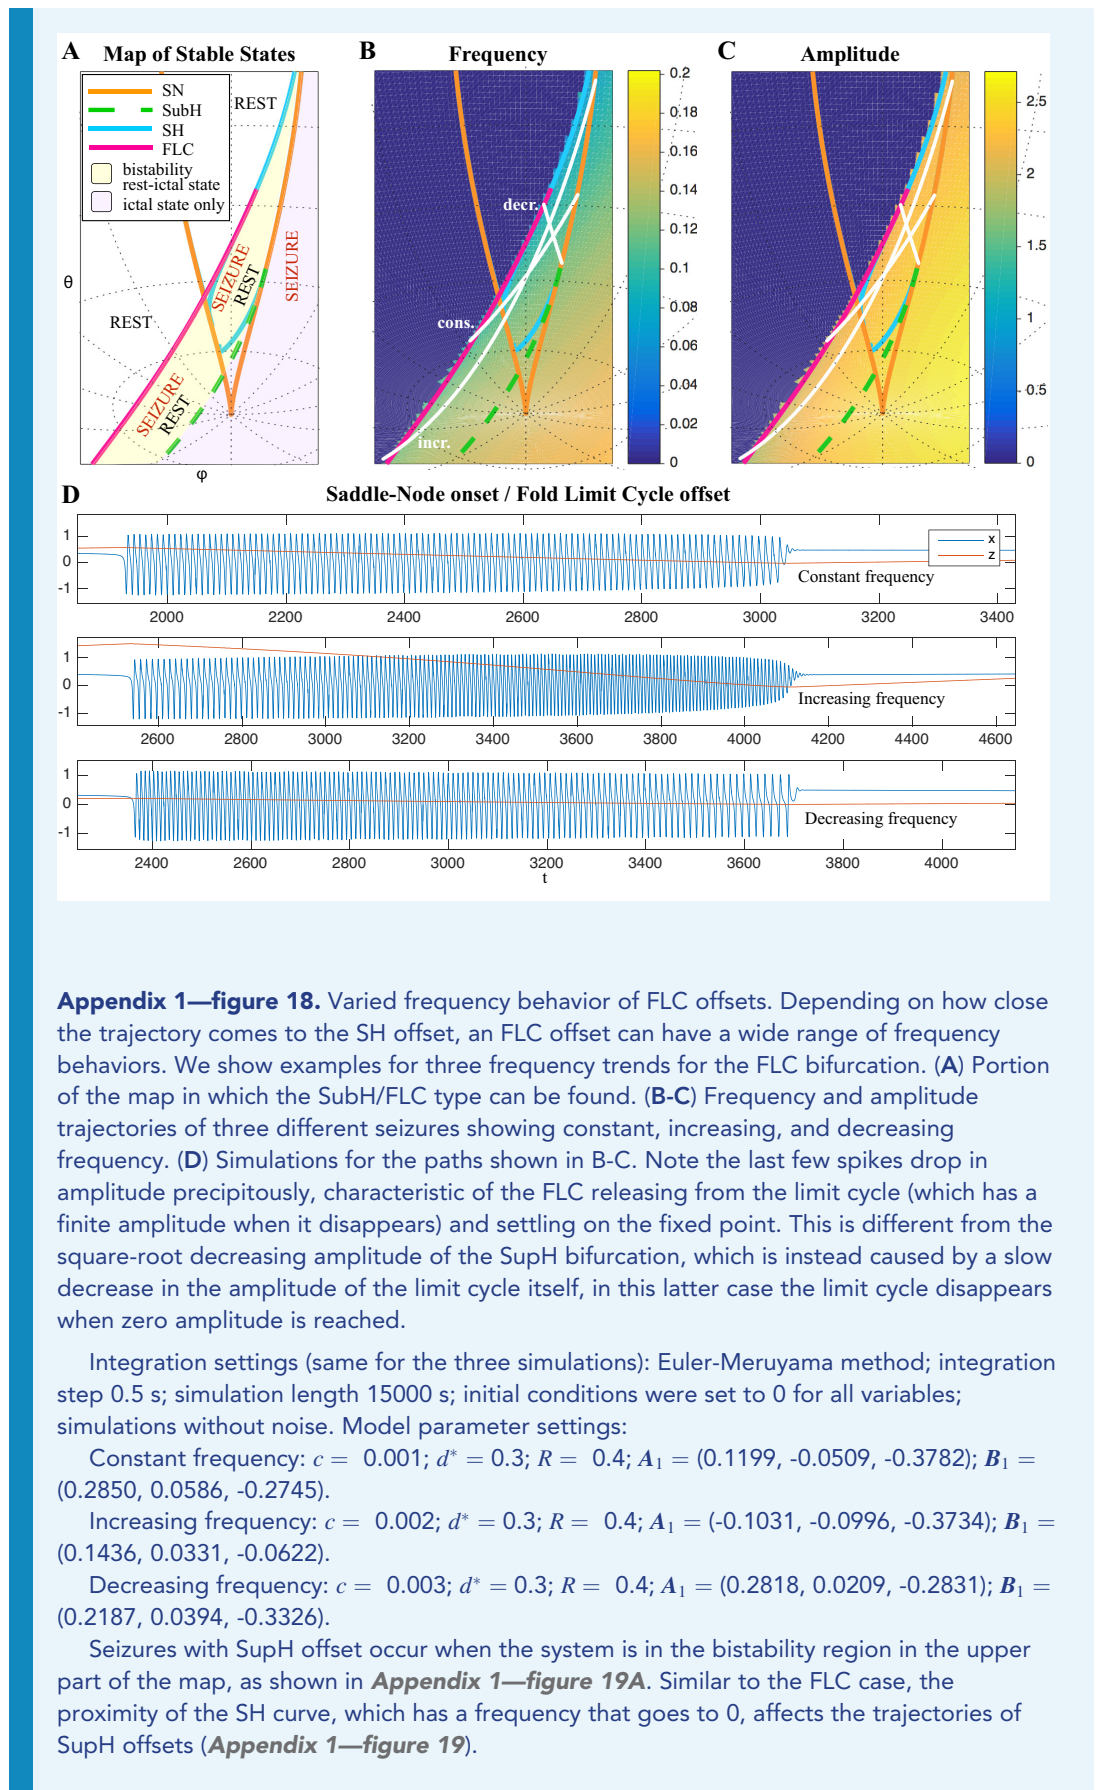 A Map of Stable States
B Frequency
C Amplitude
SN
SubH
SH
FLC
bistability
rest-ictal state
ictal state only
REST
SEIZURE
REST
SEIZURE
REST
SEIZURE
REST
θ
φ
decr.
cons.
incr.
0.2
0.18
0.16
0.14
0.12
0.1
0.08
0.06
0.04
0.02
0
2.5
2
1.5
1
0.5
0
D Saddle-Node onset / Fold Limit Cycle offset
1
0
-1
x
z
Constant frequency
2000 2200 2400 2600 2800 3000 3200 3400
1
0
-1
Increasing frequency
2600 2800 3000 3200 3400 3600 3800 4000 4200 4400 4600
1
0
-1
Decreasing frequency
2400 2600 2800 3000 3200 3400 3600 3800 4000
t
Appendix 1—figure 18. Varied frequency behavior of FLC offsets. Depending on how close
the trajectory comes to the SH offset, an FLC offset can have a wide range of frequency
behaviors. We show examples for three frequency trends for the FLC bifurcation. (A) Portion
of the map in which the SubH/FLC type can be found. (B-C) Frequency and amplitude
trajectories of three different seizures showing constant, increasing, and decreasing
frequency. (D) Simulations for the paths shown in B-C. Note the last few spikes drop in
amplitude precipitously, characteristic of the FLC releasing from the limit cycle (which has a
finite amplitude when it disappears) and settling on the fixed point. This is different from the
square-root decreasing amplitude of the SupH bifurcation, which is instead caused by a slow
decrease in the amplitude of the limit cycle itself, in this latter case the limit cycle disappears
when zero amplitude is reached.
Integration settings (same for the three simulations): Euler-Meruyama method; integration
step 0.5 s; simulation length 15000 s; initial conditions were set to 0 for all variables;
simulations without noise. Model parameter settings:
Constant frequency: c = 0.001; d* = 0.3; R = 0.4; A₁ = (0.1199, -0.0509, -0.3782); B₁ =
(0.2850, 0.0586, -0.2745).
Increasing frequency: c = 0.002; d* = 0.3; R = 0.4; A₁ = (-0.1031, -0.0996, -0.3734); B₁ =
(0.1436, 0.0331, -0.0622).
Decreasing frequency: c = 0.003; d* = 0.3; R = 0.4; A₁ = (0.2818, 0.0209, -0.2831); B₁ =
(0.2187, 0.0394, -0.3326).
Seizures with SupH offset occur when the system is in the bistability region in the upper
part of the map, as shown in Appendix 1—figure 19A. Similar to the FLC case, the
proximity of the SH curve, which has a frequency that goes to 0, affects the trajectories of
SupH offsets (Appendix 1—figure 19).